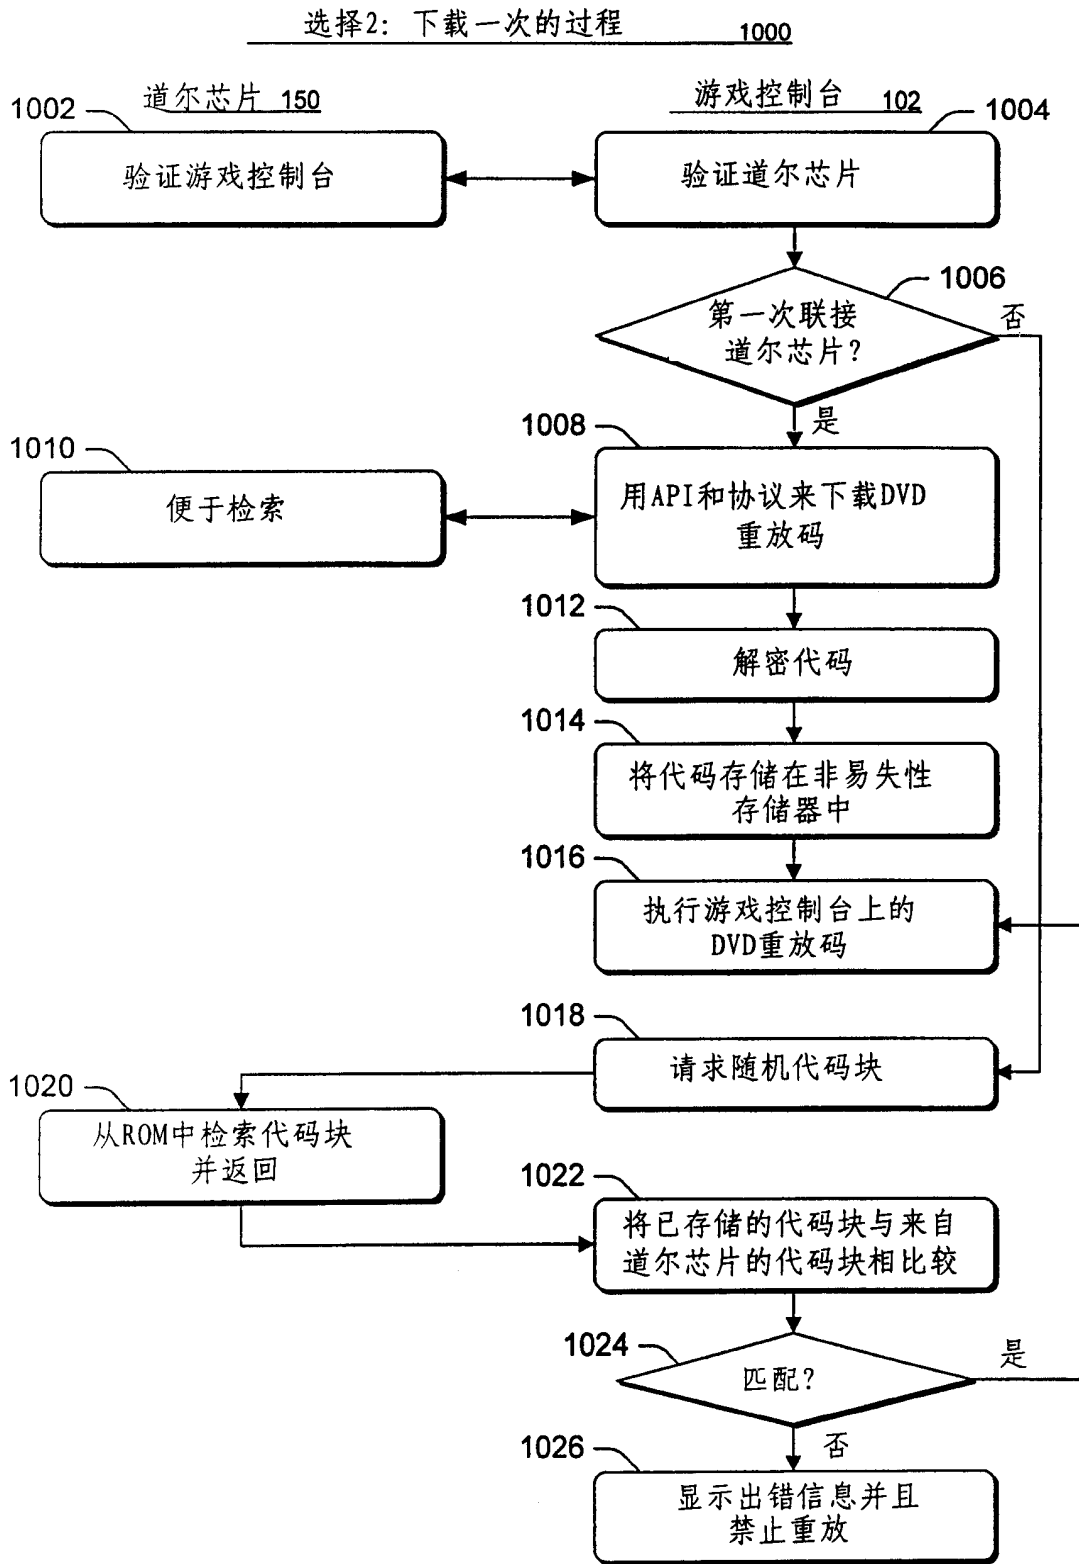 选择2：下载一次的过程 1000
道尔芯片 150
游戏控制台 102
1002
1004
验证游戏控制台
验证道尔芯片
1006
第一次联接
道尔芯片？
否
是
1008
1010
便于检索
用API和协议来下载DVD
重放码
1012
解密代码
1014
将代码存储在非易失性
存储器中
1016
执行游戏控制台上的
DVD重放码
1018
请求随机代码块
1020
从ROM中检索代码块
并返回
1022
将已存储的代码块与来自
道尔芯片的代码块相比较
1024
匹配？
是
否
1026
显示出错信息并且
禁止重放